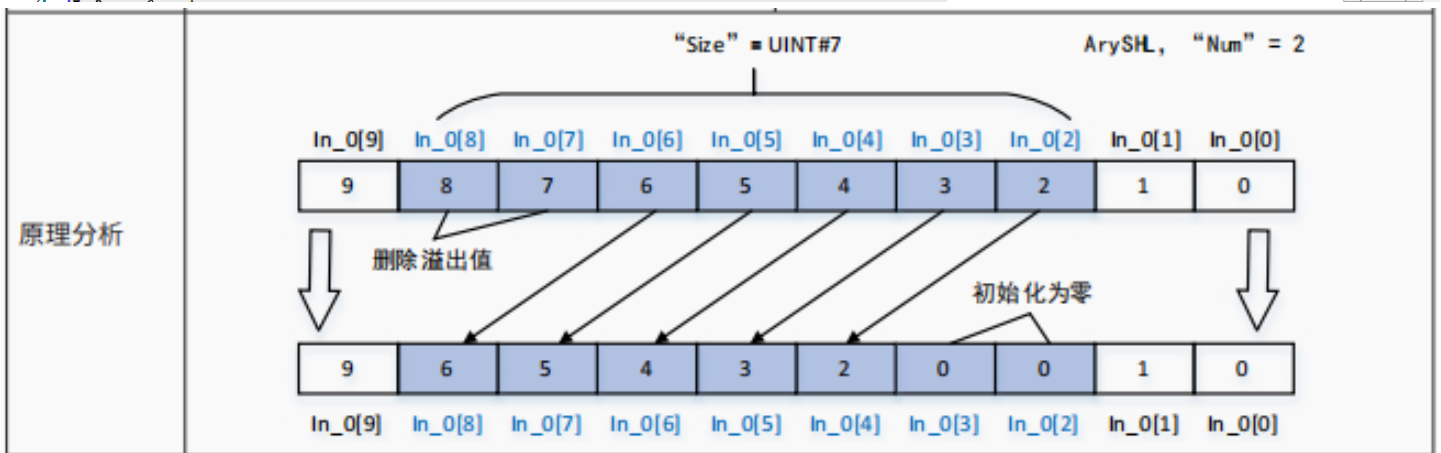 “Size” = UINT#7 ArySHL, “Num” = 2
In_0[9] In_0[8] In_0[7] In_0[6] In_0[5] In_0[4] In_0[3] In_0[2] In_0[1] In_0[0]
9 8 7 6 5 4 3 2 1 0
原理分析
删除溢出值
初始化为零
9 6 5 4 3 2 0 0 1 0
In_0[9] In_0[8] In_0[7] In_0[6] In_0[5] In_0[4] In_0[3] In_0[2] In_0[1] In_0[0]